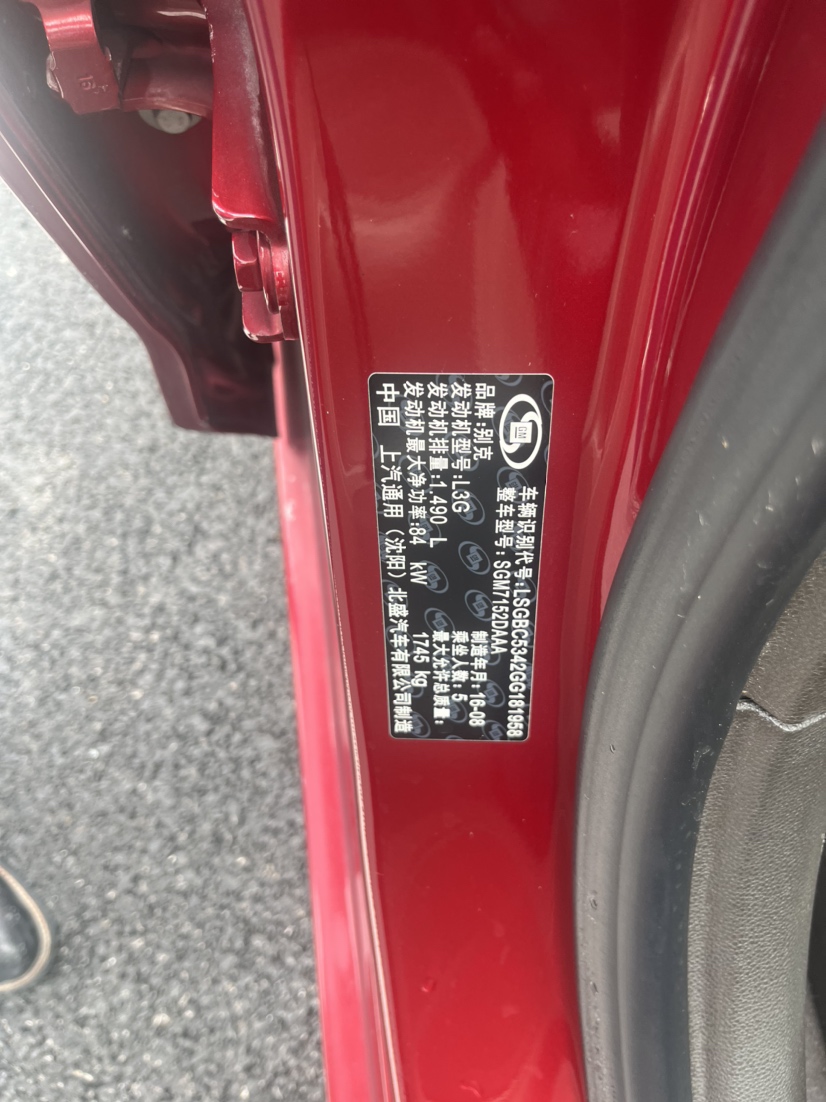 GM
车辆识别代号:LSGBC5342GG181958
整车型号:SGM7152DAAA
品牌:别克
制造年月:16-08
发动机型号:L3G
乘坐人数:5
发动机排量:1.490 L
最大允许总质量:
发动机最大净功率:84 kW
1745 kg
中国 上汽通用(沈阳)北盛汽车有限公司制造